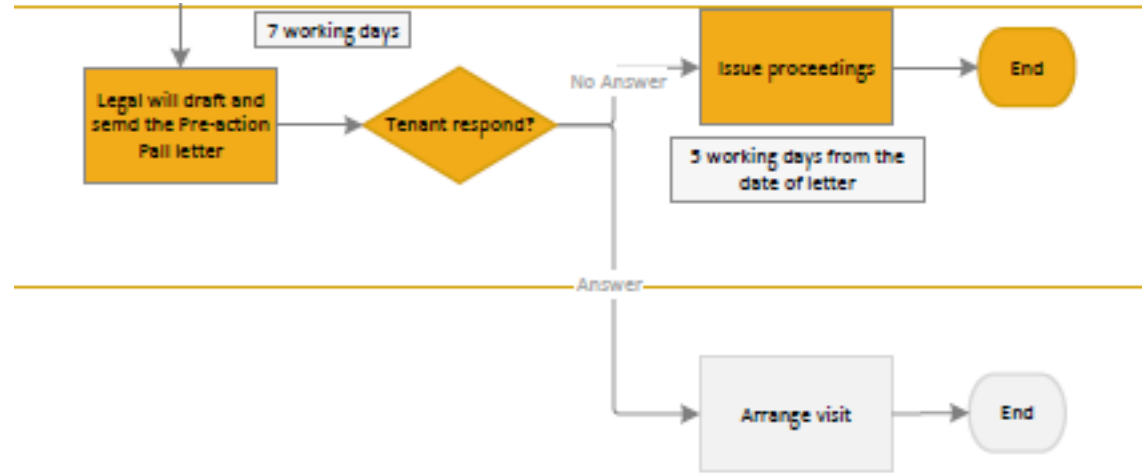 7 working days
Legal will draft and
semd the Pre-action
Pall letter
Tenant respond?
No Answer
Issue proceedings
End
5 working days from the
date of letter
Answer
Arrange visit
End